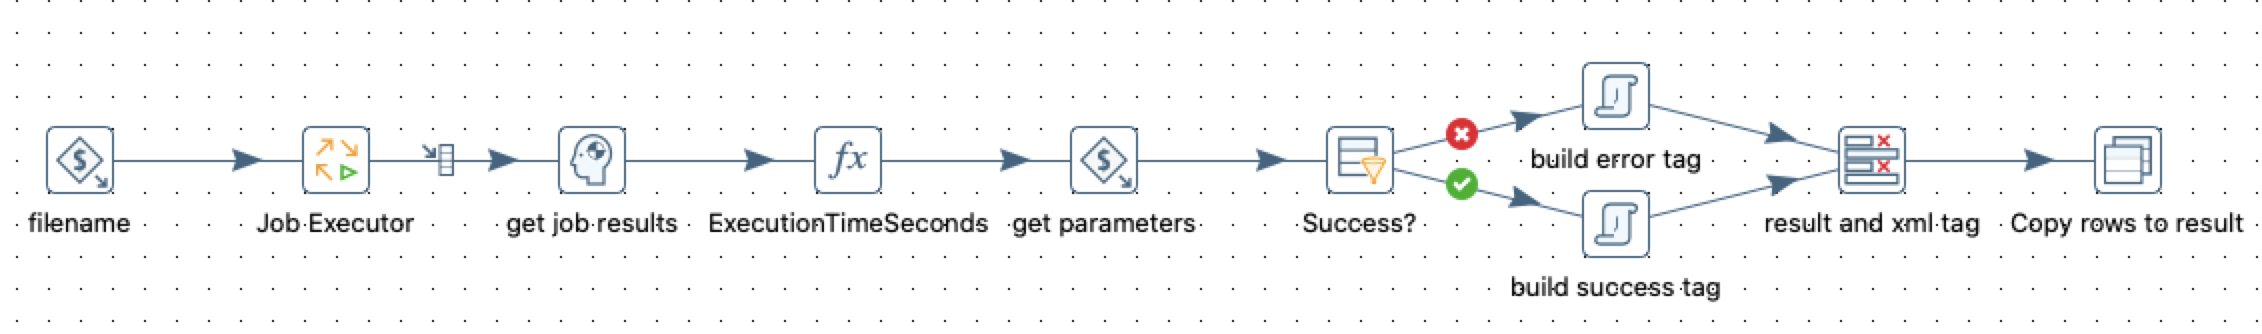 filename
Job Executor
get job results
ExecutionTimeSeconds
get parameters
Success?
build error tag
build success tag
result and xml tag
Copy rows to result